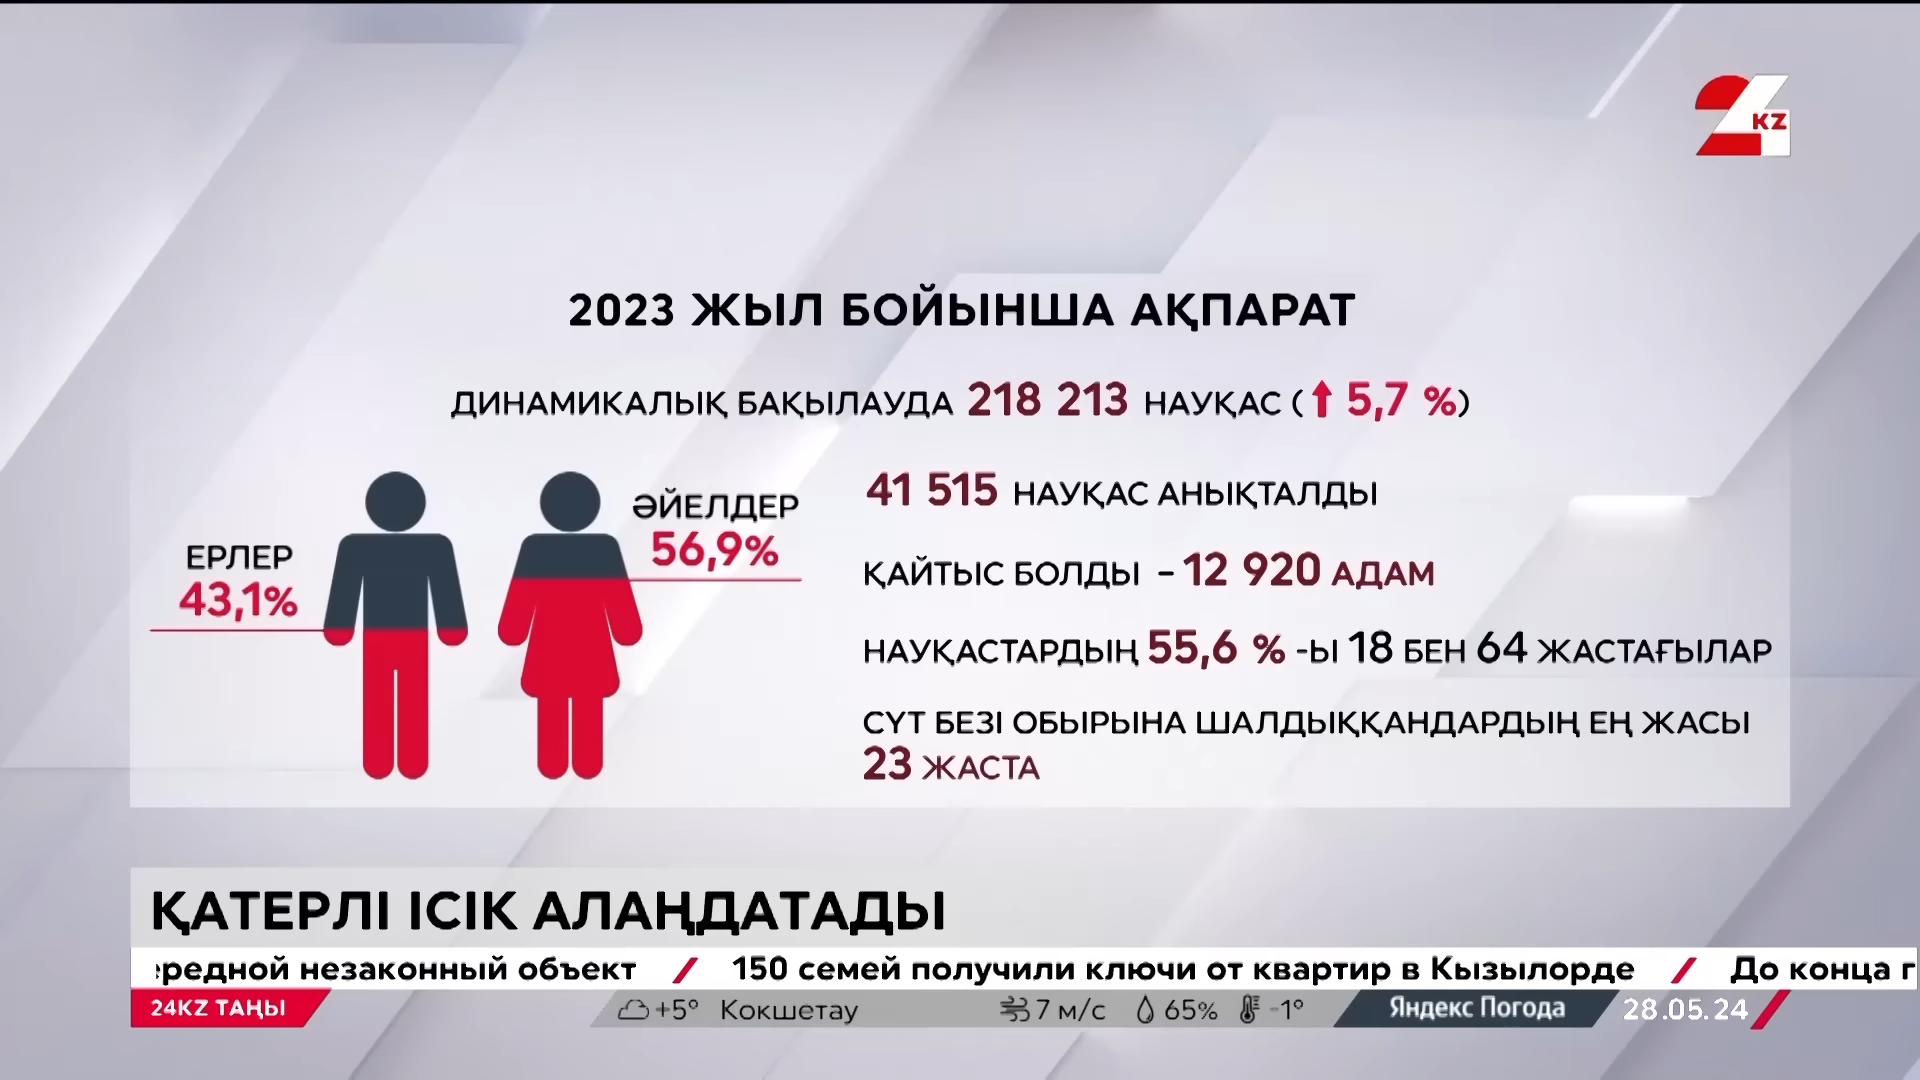 24 KZ
2023 ЖЫЛ БОЙЫНША АҚПАРАТ
ДИНАМИКАЛЫҚ БАҚЫЛАУДА 218 213 НАУҚАС (↑ 5,7 %)
ЕРЛЕР
43,1%
ӘЙЕЛДЕР
56,9%
41 515 НАУҚАС АНЫҚТАЛДЫ
ҚАЙТЫС БОЛДЫ – 12 920 АДАМ
НАУҚАСТАРДЫҢ 55,6 % -Ы 18 БЕН 64 ЖАСТАҒЫЛАР
СҮТ БЕЗІ ОБЫРЫНА ШАЛДЫҚҚАНДАРДЫҢ ЕҢ ЖАСЫ
23 ЖАСТА
ҚАТЕРЛІ ІСІК АЛАҢДАТАДЫ
ередной незаконный объект / 150 семей получили ключи от квартир в Кызылорде / До конца г
24KZ ТАҢЫ +5° Кокшетау 7 м/с 65% -1° Яндекс Погода 28.05.24